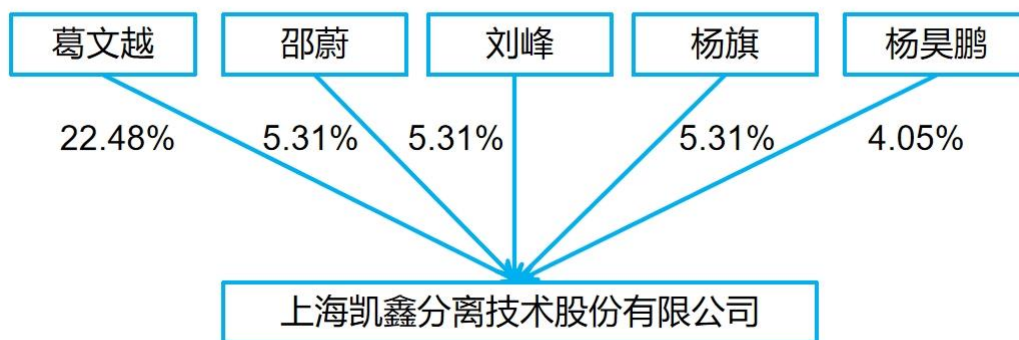 葛文越 邵蔚 刘峰 杨旗 杨昊鹏
22.48% 5.31% 5.31% 5.31% 4.05%
上海凯鑫分离技术股份有限公司